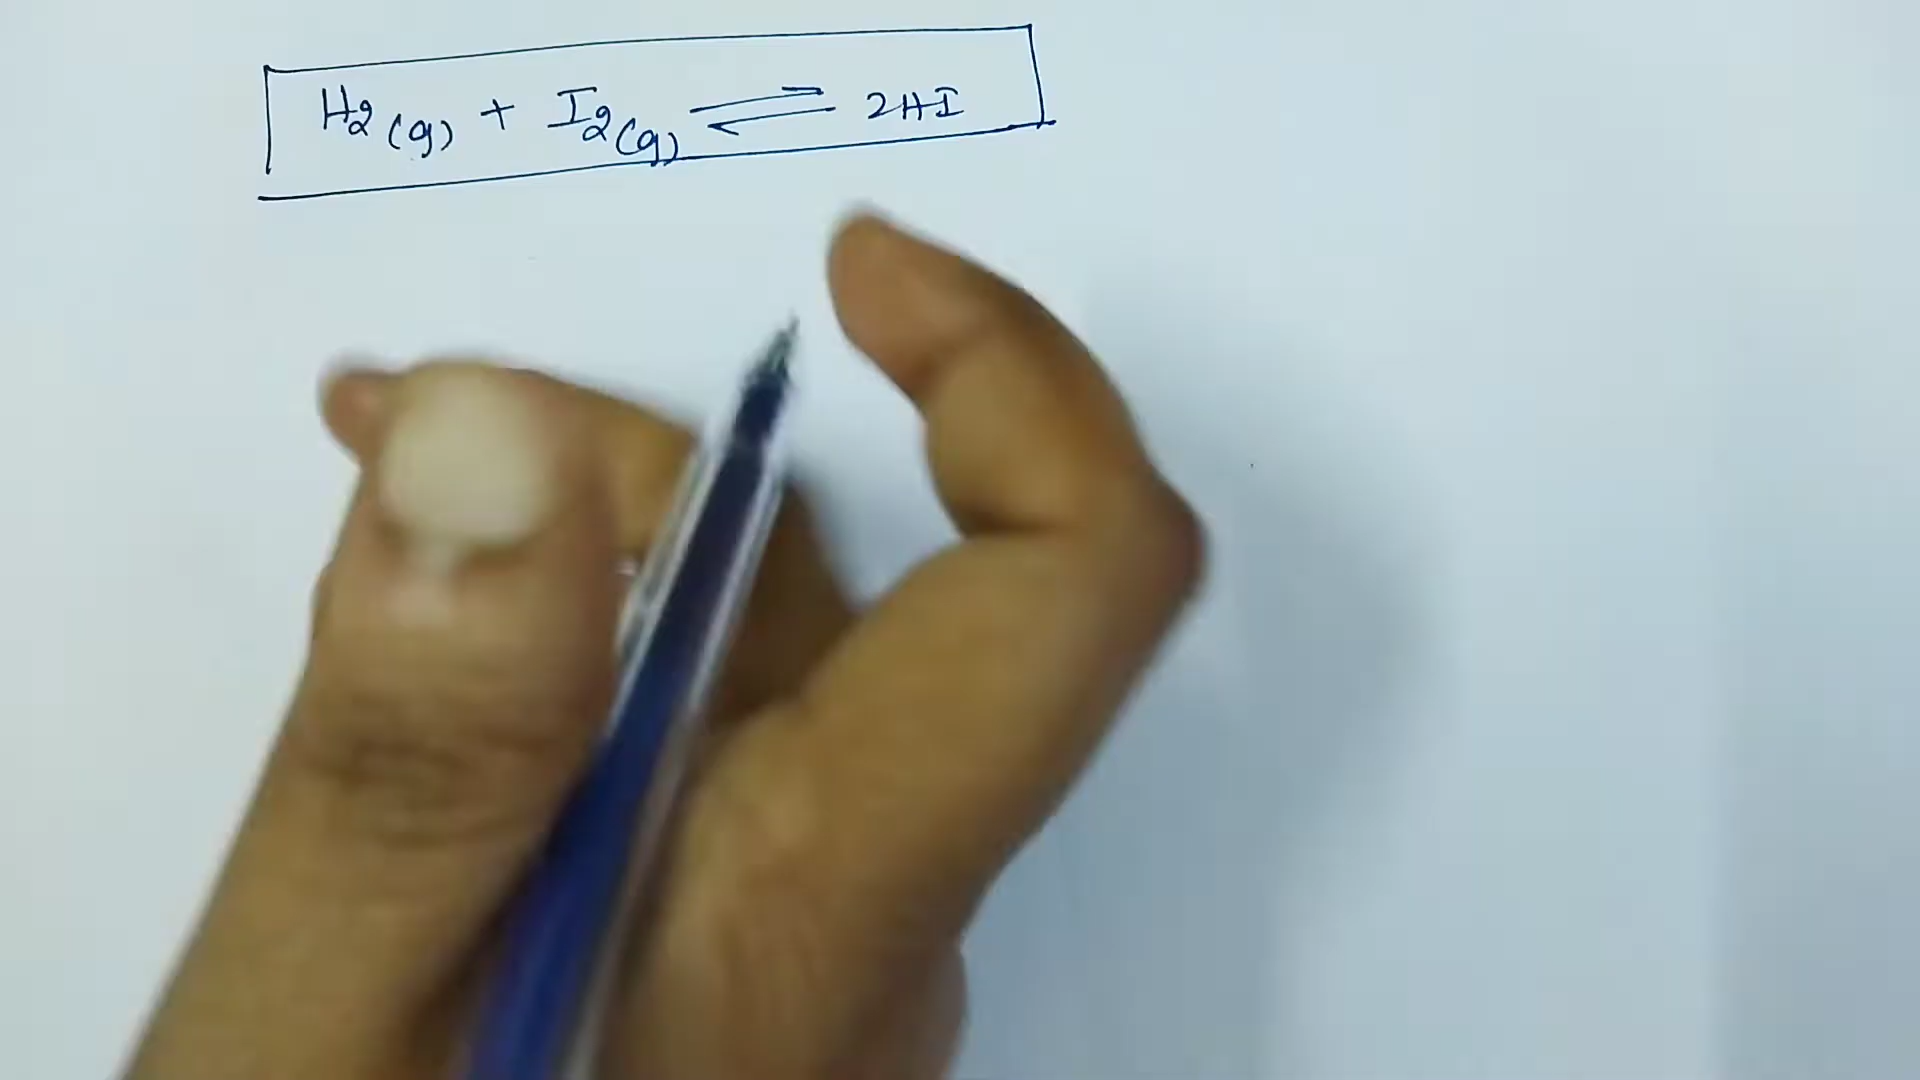 H2(g) + I2(g) ⇌ 2HI